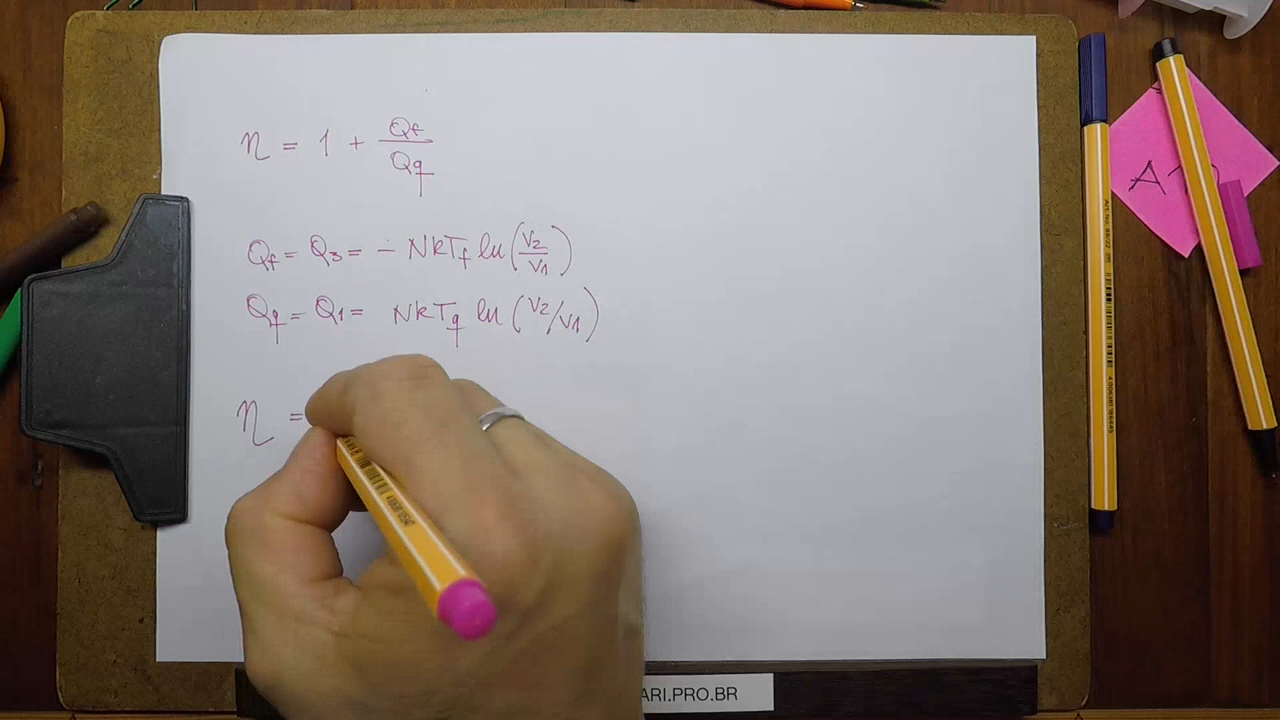 η = 1 + Qf/Qq
Qf = Q3 = - NkTf ln(V2/V1)
Qq = Q1 = NkTq ln(V2/V1)
η =
ARI.PRO.BR